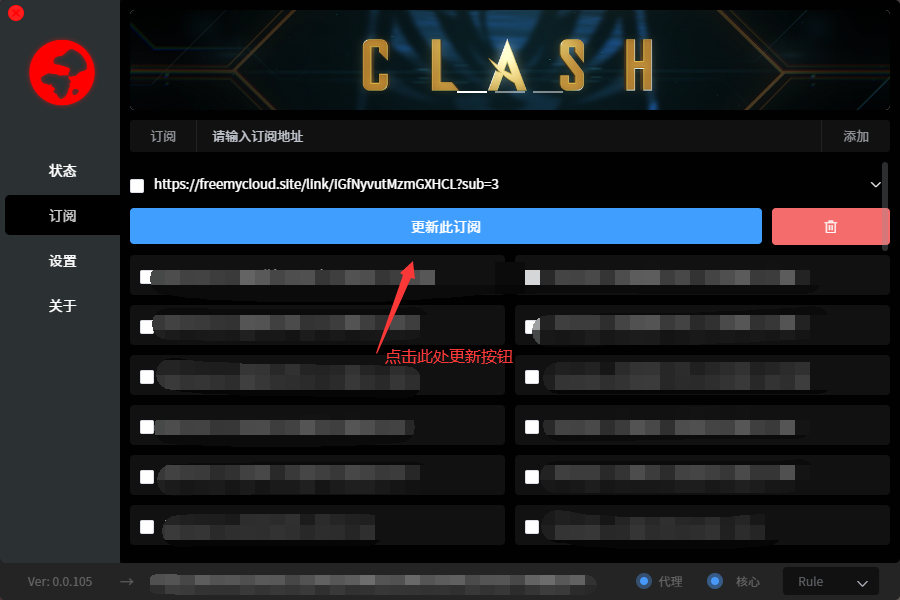 CLASH
订阅
请输入订阅地址
添加
状态
订阅
设置
关于
https://freemycloud.site/link/iGfNyvutMzmGXHCL?sub=3
更新此订阅
点击此处更新按钮
Ver: 0.0.105
代理
核心
Rule